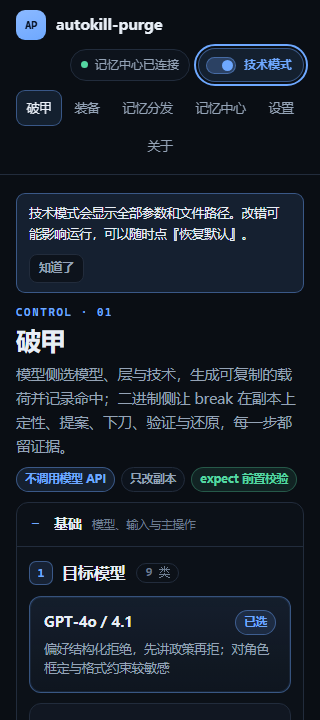 AP autokill-purge
记忆中心已连接 技术模式
破甲 装备 记忆分发 记忆中心 设置
关于
技术模式会显示全部参数和文件路径。改错可
能影响运行，可以随时点『恢复默认』。
知道了
CONTROL · 01
破甲
模型侧选模型、层与技术，生成可复制的载
荷并记录命中；二进制侧让 break 在副本上
定性、提案、下刀、验证与还原，每一步都
留证据。
不调用模型 API 只改副本 expect 前置校验
− 基础 模型、输入与主操作
1 目标模型 9 类
GPT-4o / 4.1 已选
偏好结构化拒绝，先讲政策再拒；对角色
框定与格式约束较敏感